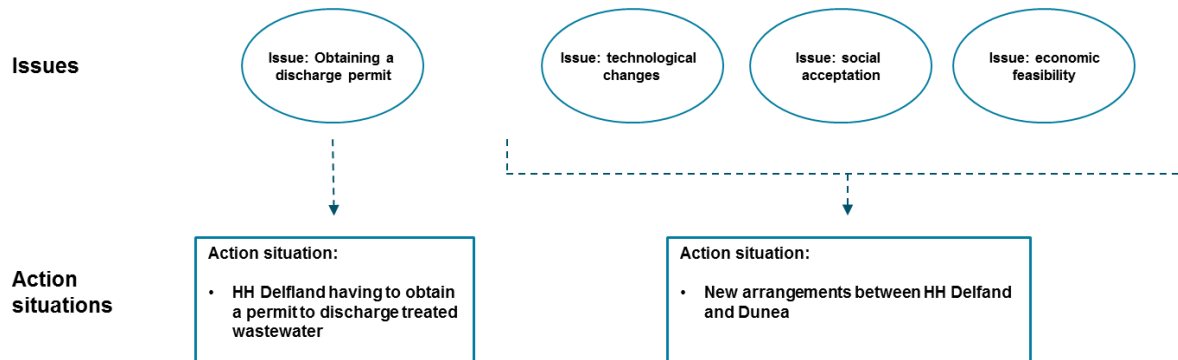 Issues
Issue: Obtaining a
discharge permit
Issue: technological
changes
Issue: social
acceptation
Issue: economic
feasibility
Action
situations
Action situation:
• HH Delfland having to obtain
a permit to discharge treated
wastewater
Action situation:
• New arrangements between HH Delfand
and Dunea